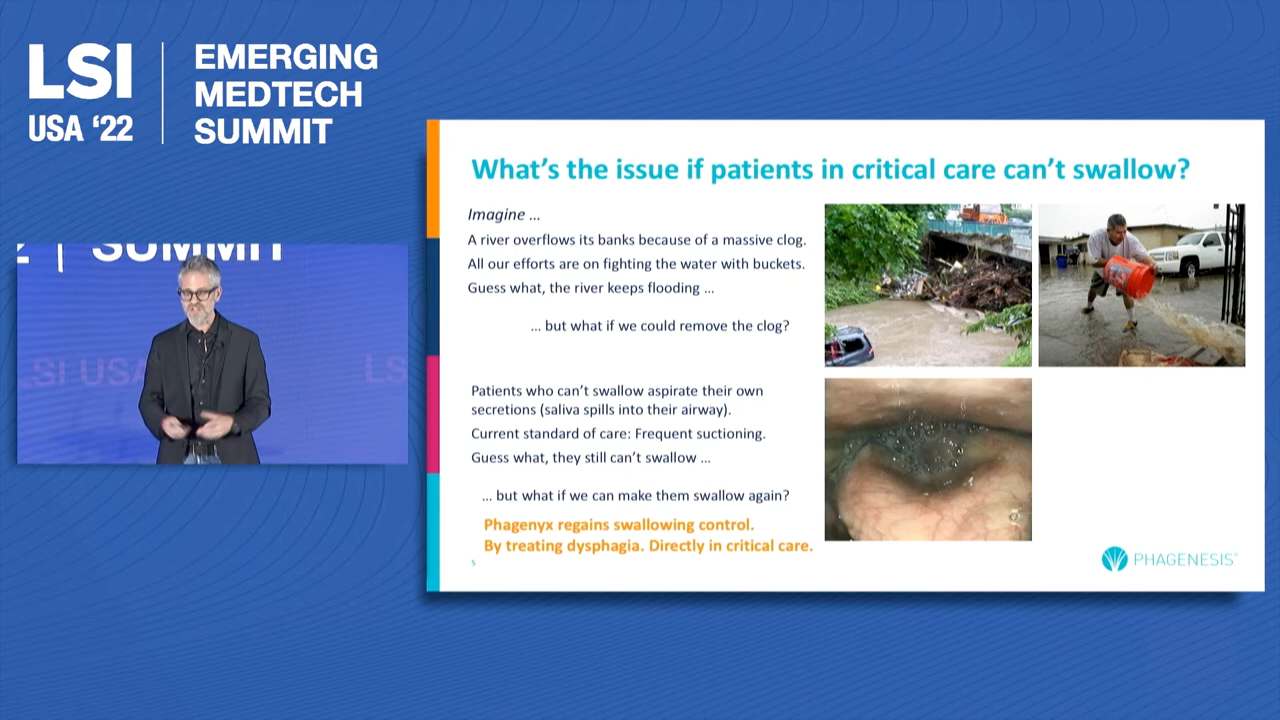 LSI
USA ‘22
EMERGING
MEDTECH
SUMMIT
SUMMIT
LSI USA
LS
What’s the issue if patients in critical care can’t swallow?
Imagine ...
A river overflows its banks because of a massive clog.
All our efforts are on fighting the water with buckets.
Guess what, the river keeps flooding ...
... but what if we could remove the clog?
Patients who can’t swallow aspirate their own
secretions (saliva spills into their airway).
Current standard of care: Frequent suctioning.
Guess what, they still can’t swallow ...
... but what if we can make them swallow again?
Phagenyx regains swallowing control.
By treating dysphagia. Directly in critical care.
5
PHAGENESIS